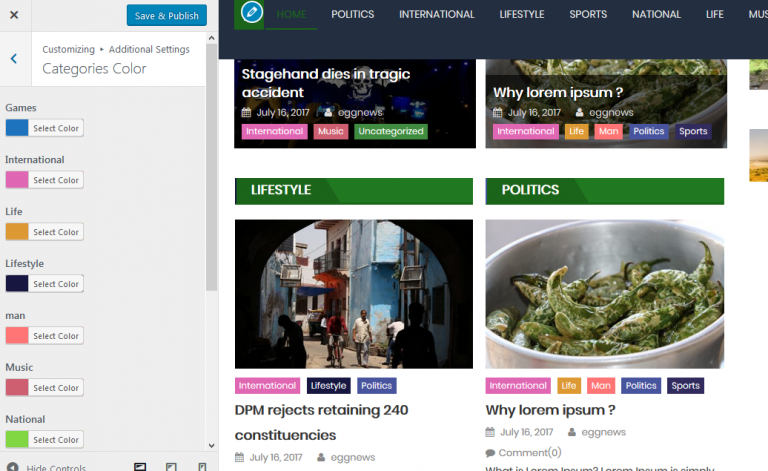 Save & Publish
Customizing ▸ Additional Settings
Categories Color
Games
Select Color
International
Select Color
Life
Select Color
Lifestyle
Select Color
man
Select Color
Music
Select Color
National
Select Color
Hide Controls
HOME POLITICS INTERNATIONAL LIFESTYLE SPORTS NATIONAL LIFE MUS
Stagehand dies in tragic
accident
July 16, 2017 eggnews
International Music Uncategorized
Why lorem ipsum ?
July 16, 2017 eggnews
International Life Man Politics Sports
LIFESTYLE
International Lifestyle Politics
DPM rejects retaining 240
constituencies
July 16, 2017 eggnews
POLITICS
International Life Man Politics Sports
Why lorem ipsum ?
July 16, 2017 eggnews
Comment(0)
What is Lorem Ipsum? Lorem Ipsum is simply